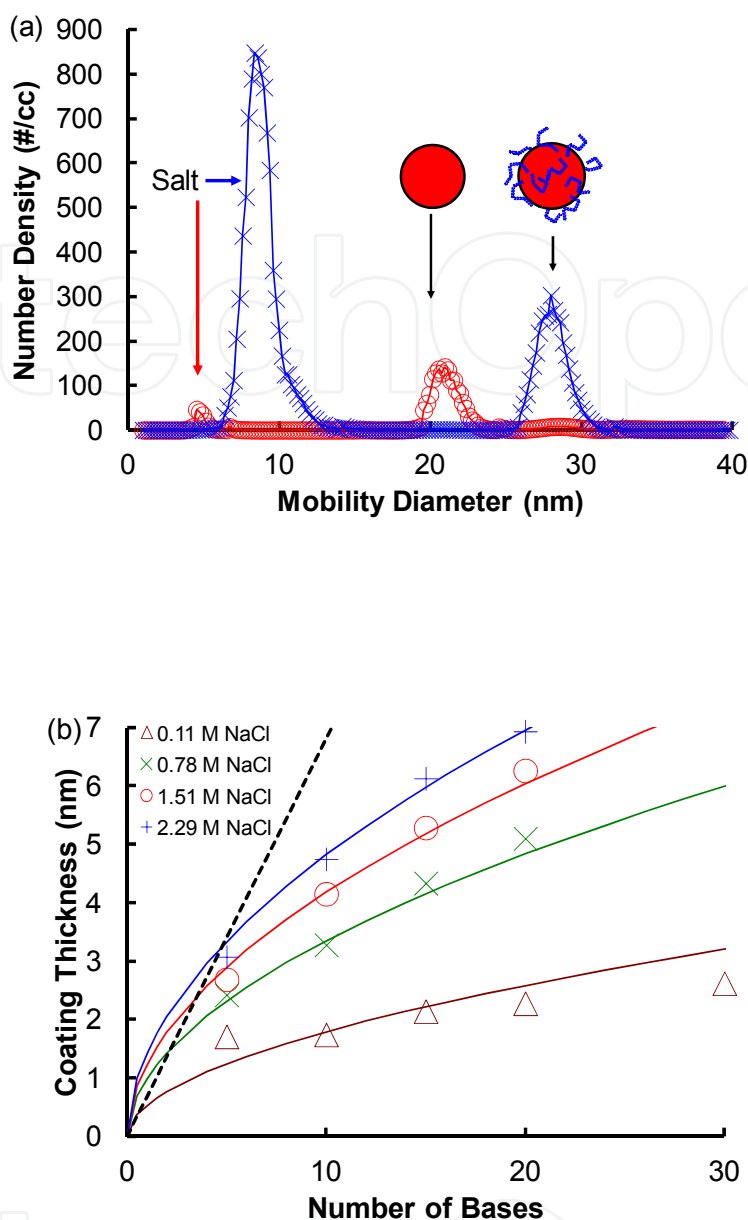 (a)
900
800
700
600
500
400
300
200
100
0
Number Density (#/cc)
Salt
0 10 20 30 40
Mobility Diameter (nm)
(b)
7
6
5
4
3
2
1
0
Coating Thickness (nm)
0.11 M NaCl
0.78 M NaCl
1.51 M NaCl
2.29 M NaCl
0 10 20 30
Number of Bases